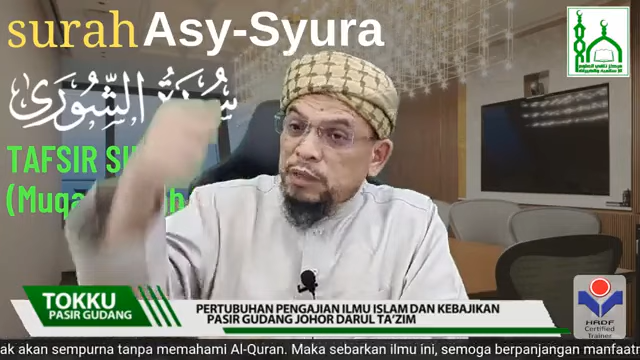 surah Asy-Syura
سُورَةُ الشُّورَىٰ
TAFSIR
TOKKU
PASIR GUDANG
PERTUBUHAN PENGAJIAN ILMU ISLAM DAN KEBAJIKAN
PASIR GUDANG JOHOR DARUL TA'ZIM
HRDF
Certified
Trainer
ak akan sempurna tanpa memahami Al-Quran. Maka sebarkan ilmu ini, semoga berpanjangan manfaat